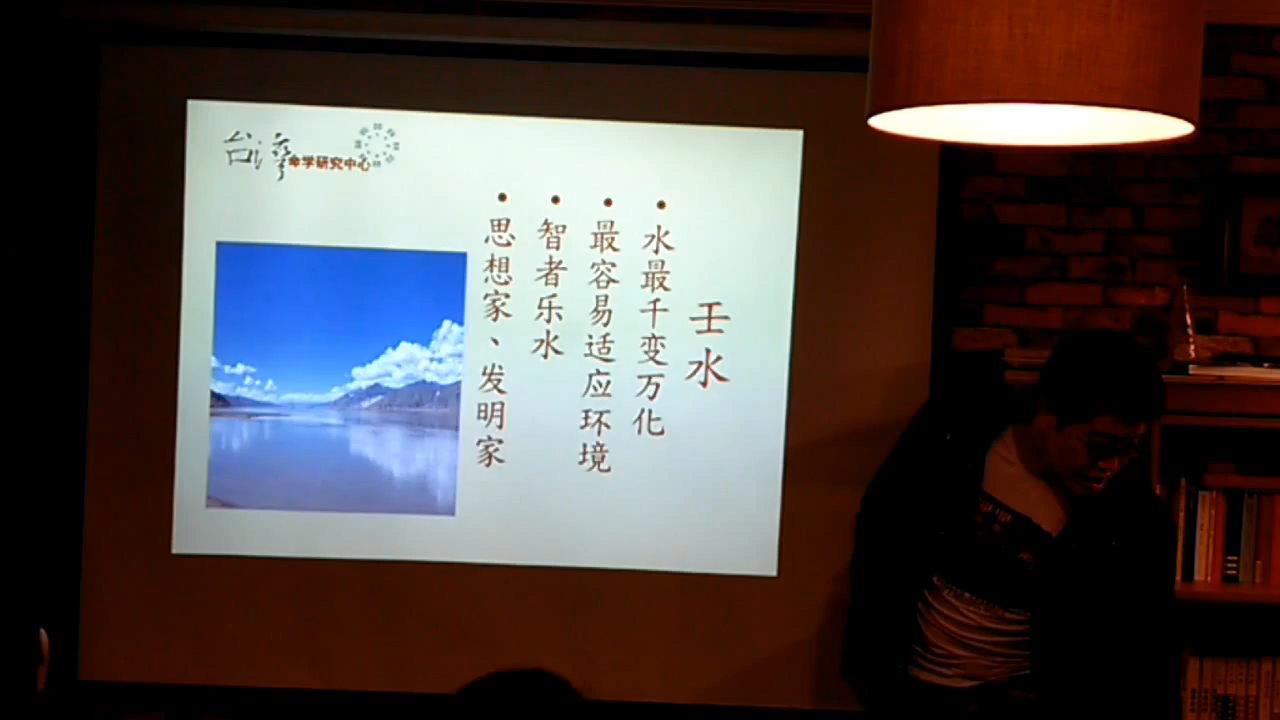 台湾命学研究中心
壬水
• 水最千变万化
• 最容易适应环境
• 智者乐水
• 思想家、发明家